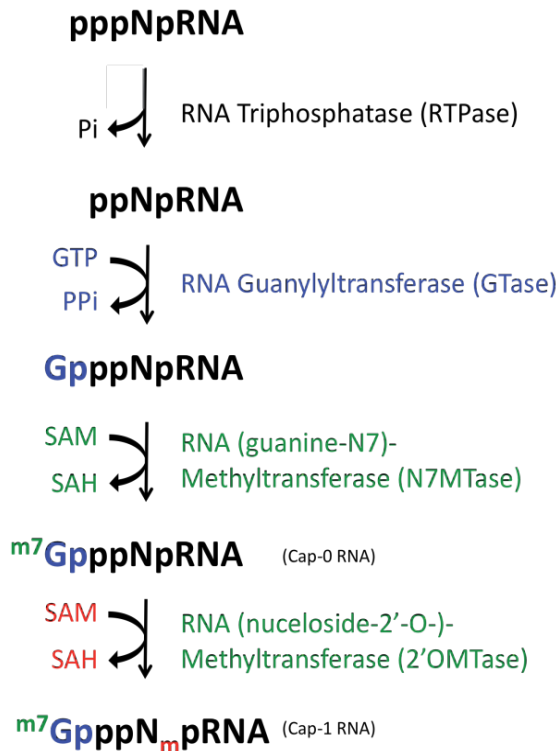 pppNpRNA
Pi
RNA Triphosphatase (RTPase)
ppNpRNA
GTP
PPi
RNA Guanylyltransferase (GTase)
GpppNpRNA
SAM
SAH
RNA (guanine-N7)-
Methyltransferase (N7MTase)
m7GpppNpRNA (Cap-0 RNA)
SAM
SAH
RNA (nuceloside-2’-O-)-
Methyltransferase (2’OMTase)
m7GpppNmpRNA (Cap-1 RNA)